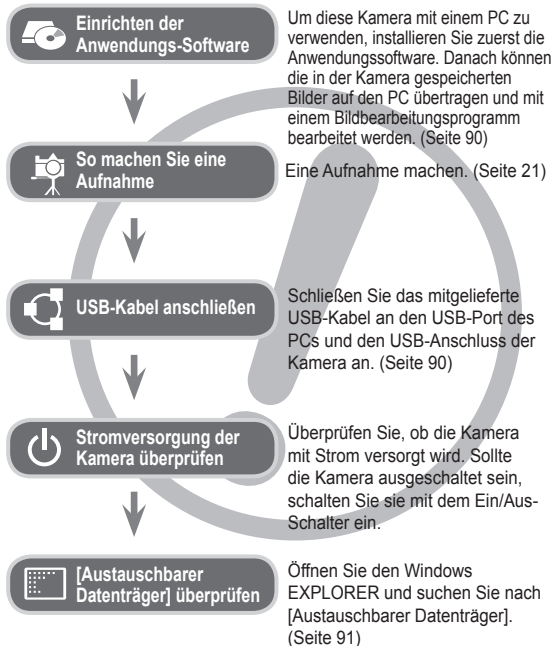 Einrichten der
Anwendungs-Software
Um diese Kamera mit einem PC zu
verwenden, installieren Sie zuerst die
Anwendungssoftware. Danach können
die in der Kamera gespeicherten
Bilder auf den PC übertragen und mit
einem Bildbearbeitungsprogramm
bearbeitet werden. (Seite 90)
So machen Sie eine
Aufnahme
Eine Aufnahme machen. (Seite 21)
USB-Kabel anschließen
Schließen Sie das mitgelieferte
USB-Kabel an den USB-Port des
PCs und den USB-Anschluss der
Kamera an. (Seite 90)
Stromversorgung der
Kamera überprüfen
Überprüfen Sie, ob die Kamera
mit Strom versorgt wird. Sollte
die Kamera ausgeschaltet sein,
schalten Sie sie mit dem Ein/Aus-
Schalter ein.
[Austauschbarer
Datenträger] überprüfen
Öffnen Sie den Windows
EXPLORER und suchen Sie nach
[Austauschbarer Datenträger].
(Seite 91)